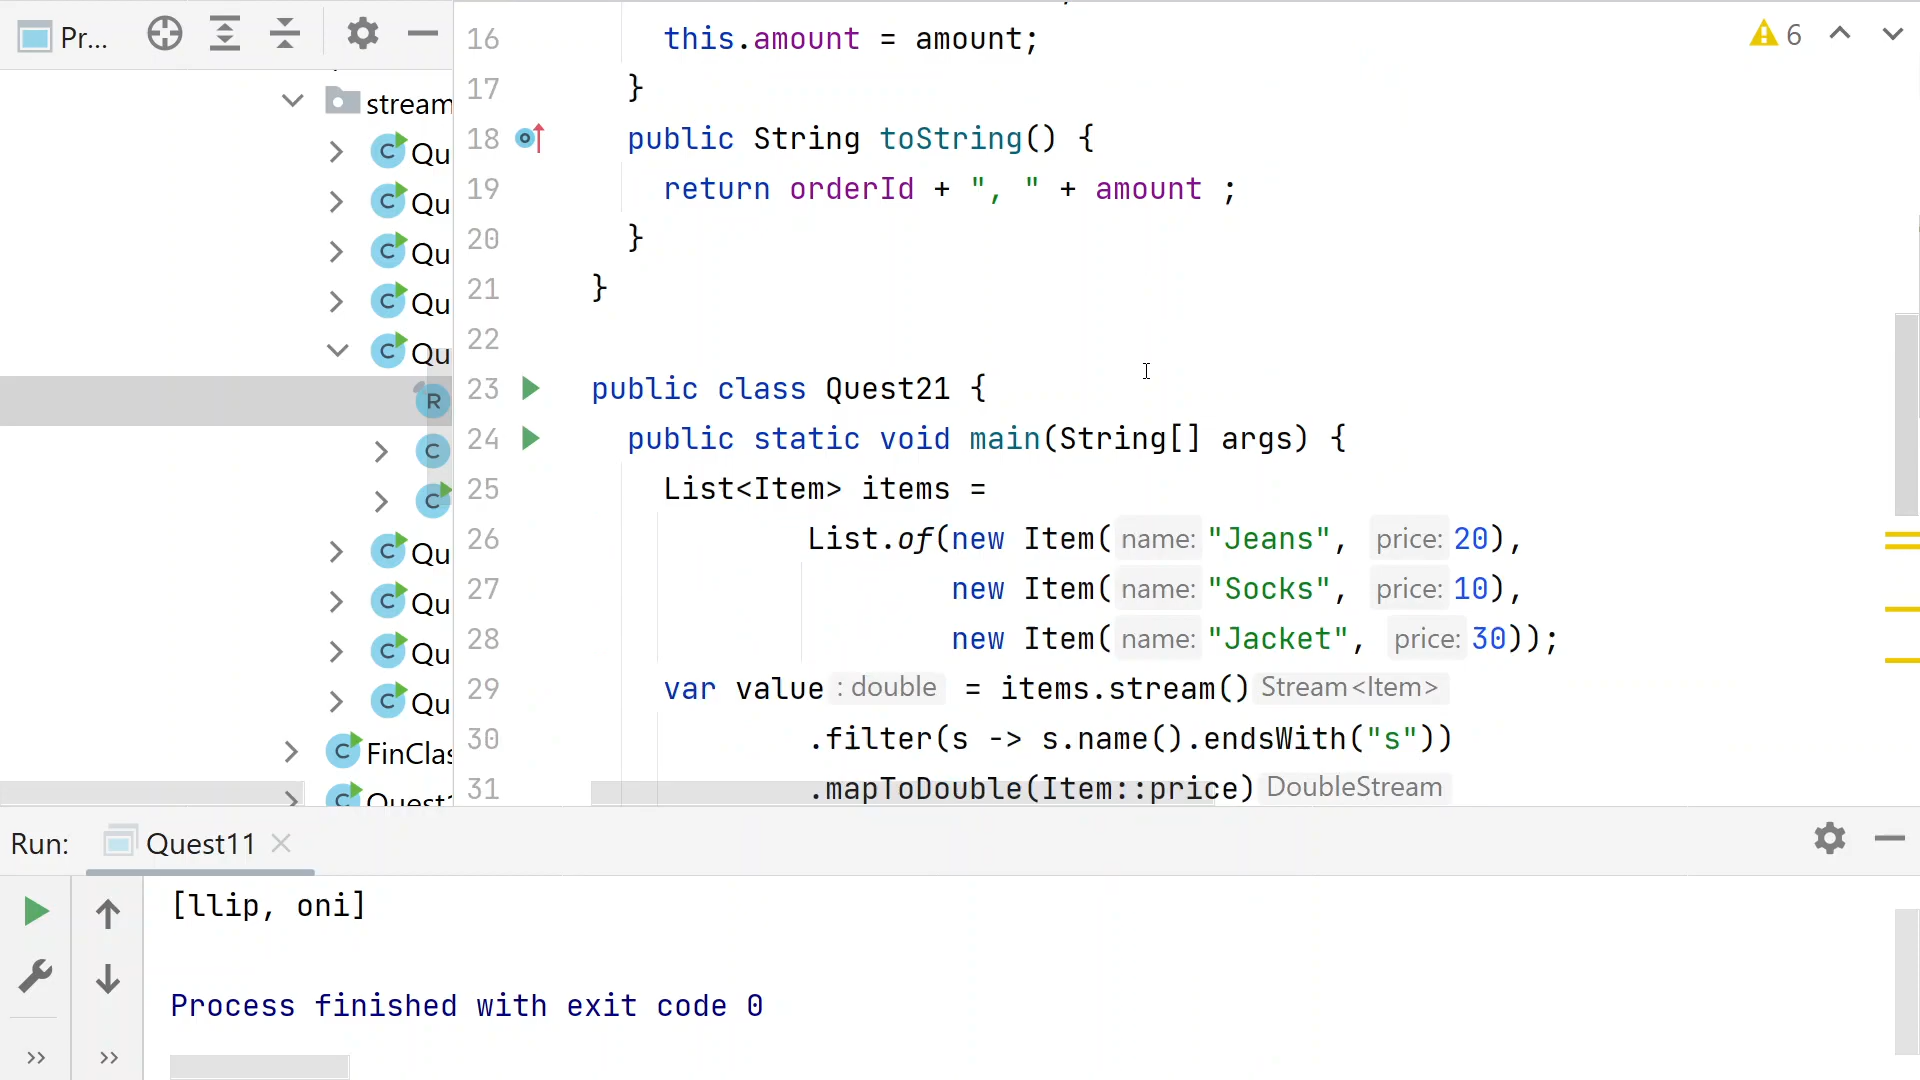 Pr...
stream
Qu
Qu
Qu
Qu
Qu
R
C
C
Qu
Qu
Qu
Qu
FinClas
Quest
6
16 this.amount = amount;
17 }
18 public String toString() {
19 return orderId + ", " + amount ;
20 }
21 }
22
23 public class Quest21 {
24 public static void main(String[] args) {
25 List<Item> items =
26 List.of(new Item( name: "Jeans", price: 20),
27 new Item( name: "Socks", price: 10),
28 new Item( name: "Jacket", price: 30));
29 var value : double = items.stream() Stream<Item>
30 .filter(s -> s.name().endsWith("s"))
31 .mapToDouble(Item::price) DoubleStream
Run: Quest11
[llip, oni]
Process finished with exit code 0